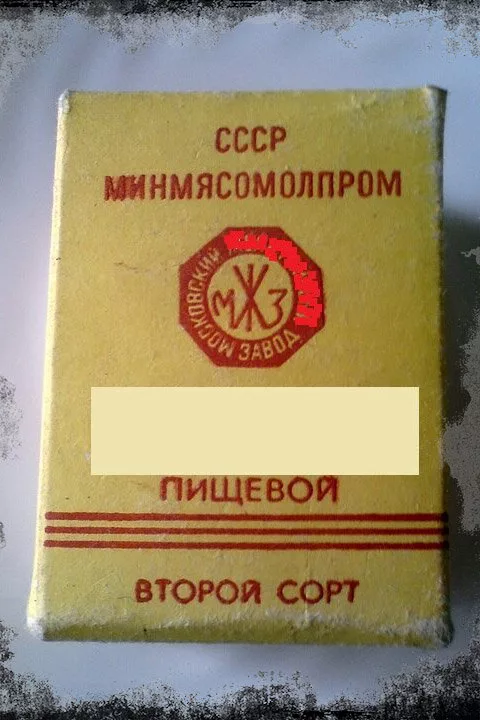 СССР
МИНМЯСОМОЛПРОМ
МОСКОВСКИЙ
МЖЗ
ЗАВОД
ПИЩЕВОЙ
ВТОРОЙ СОРТ